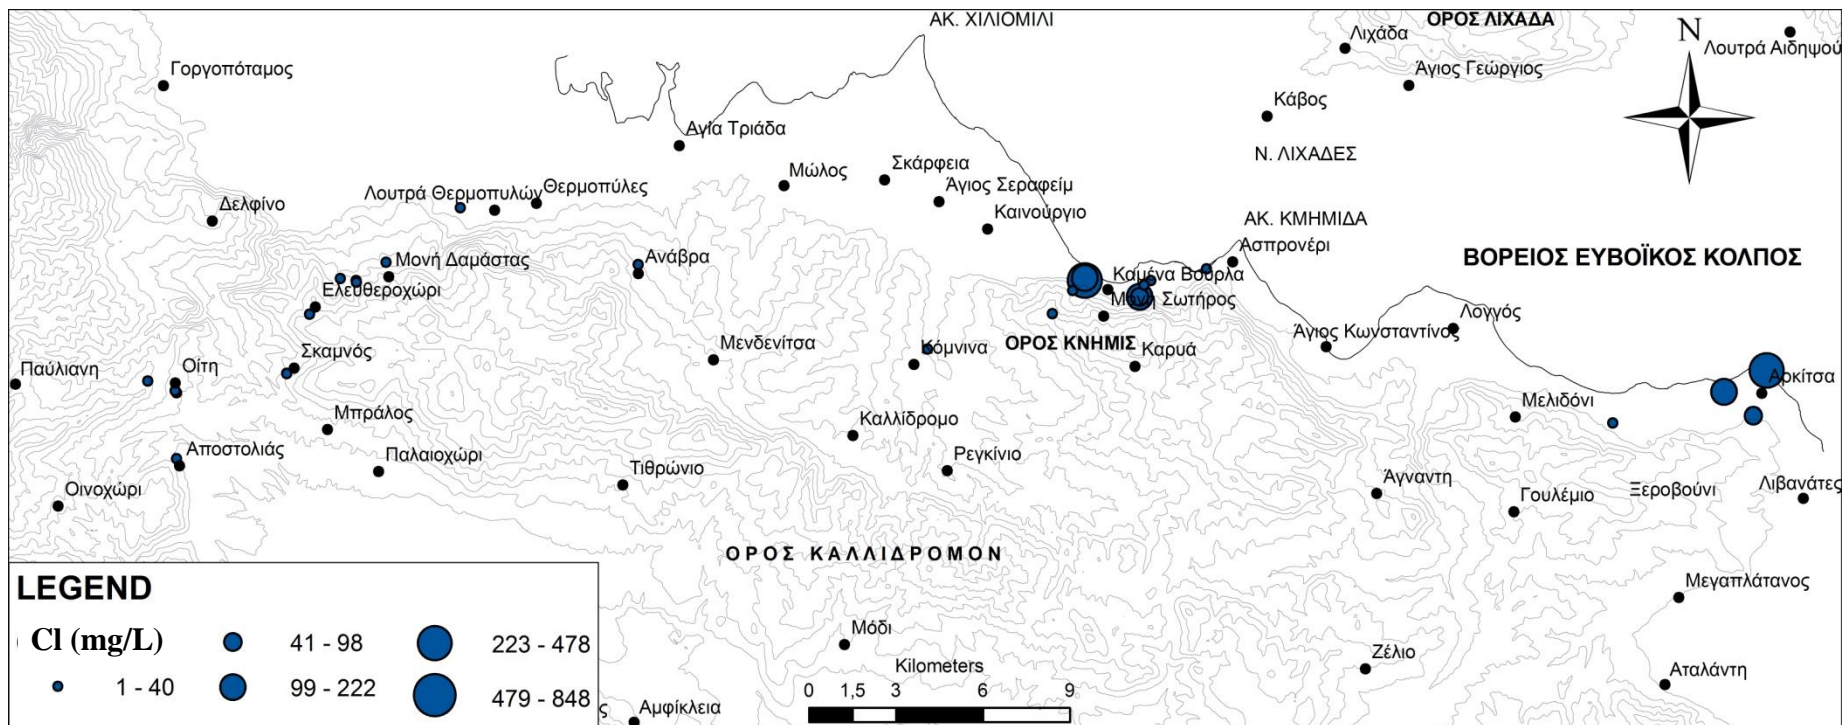 ΑΚ. ΧΙΛΙΟΜΙΛΙ
ΟΡΟΣ ΛΙΧΑΔΑ
Λιχάδα
N
Λουτρά Αιδηψού
Γοργοπόταμος
Άγιος Γεώργιος
Κάβος
Αγία Τριάδα
Ν. ΛΙΧΑΔΕΣ
Μώλος
Σκάρφεια
Λουτρά Θερμοπυλών
Θερμοπύλες
Άγιος Σεραφείμ
Δελφίνο
Καινούργιο
ΑΚ. ΚΜΗΜΙΔΑ
Ασπρονέρι
Μονή Δαμάστας
Ανάβρα
ΒΟΡΕΙΟΣ ΕΥΒΟΪΚΟΣ ΚΟΛΠΟΣ
Καμένα Βούρλα
Ελευθεροχώρι
Μονή Σωτήρος
Λογγός
Άγιος Κωνσταντίνος
Σκαμνός
Μενδενίτσα
Κόμνινα
ΟΡΟΣ ΚΝΗΜΙΣ
Καρυά
Παύλιανη
Οίτη
Αρκίτσα
Μπράλος
Καλλίδρομο
Μελιδόνι
Αποστολιάς
Παλαιοχώρι
Τιθρώνιο
Ρεγκίνιο
Άγναντη
Οινοχώρι
Γουλέμιο
Ξεροβούνι
Λιβανάτες
ΟΡΟΣ ΚΑΛΛΙΔΡΟΜΟΝ
Μεγαπλάτανος
Μόδι
Ζέλιο
Αταλάντη
Αμφίκλεια
LEGEND
Cl (mg/L)
1 - 40
41 - 98
99 - 222
223 - 478
479 - 848
Kilometers
0 1,5 3 6 9